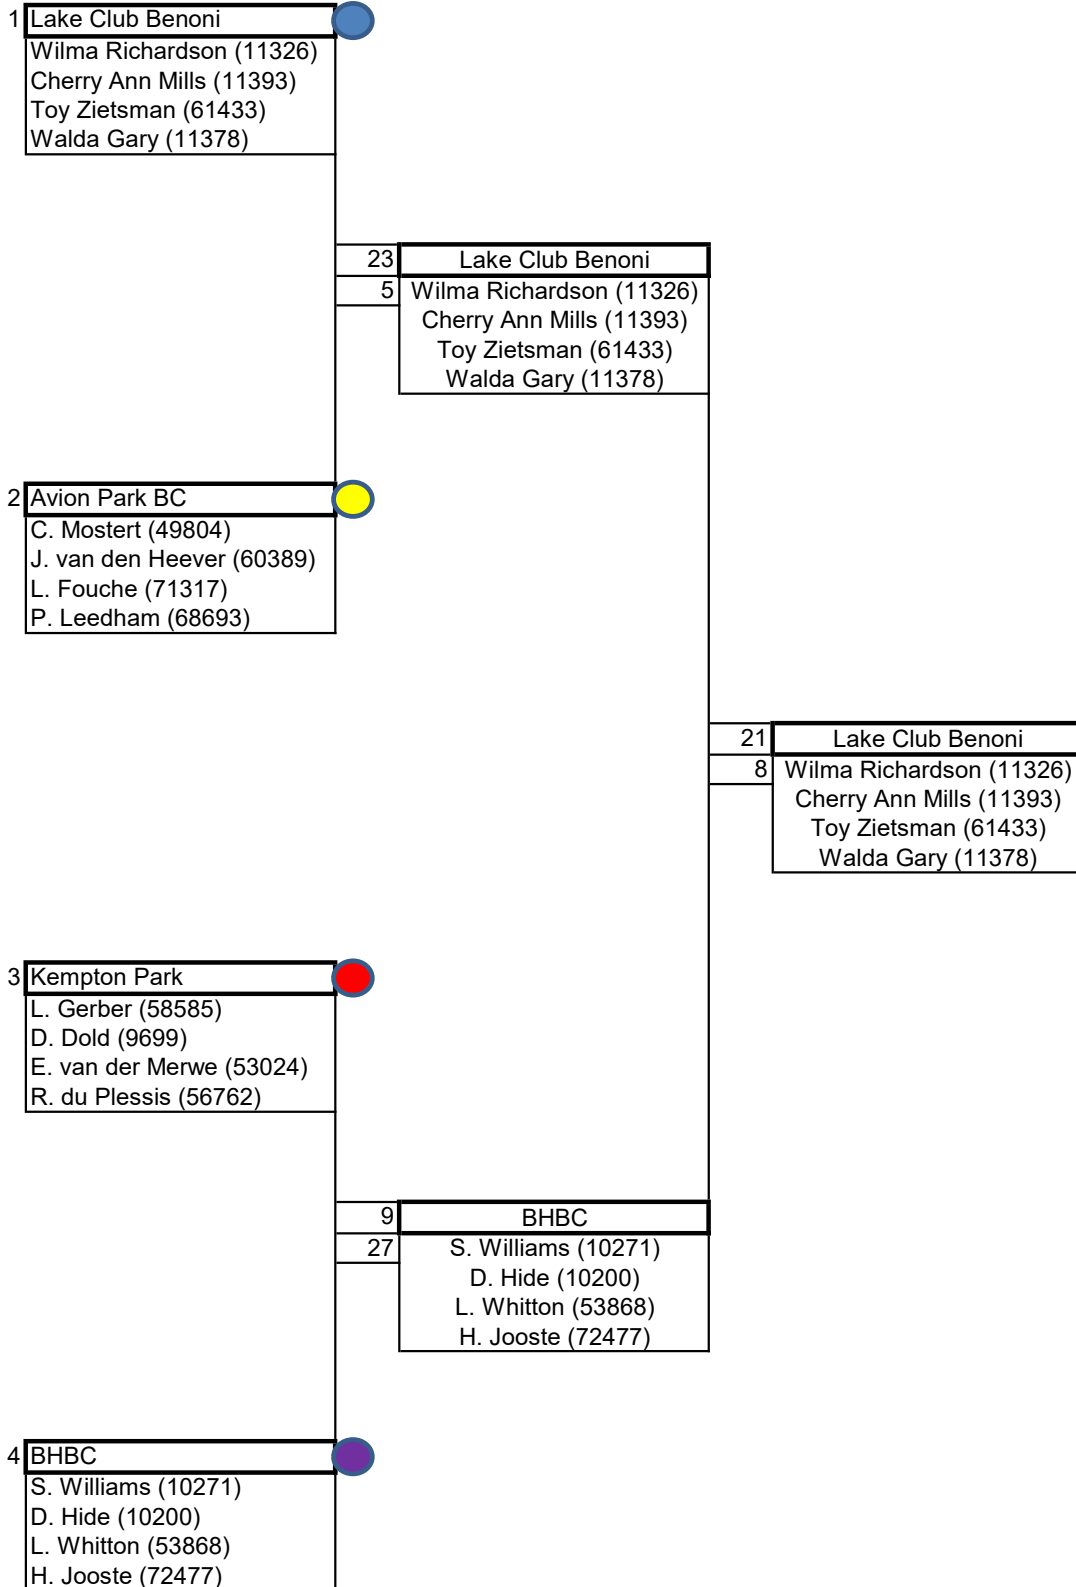 1 Lake Club Benoni
Wilma Richardson (11326)
Cherry Ann Mills (11393)
Toy Zietsman (61433)
Walda Gary (11378)
23 Lake Club Benoni
5 Wilma Richardson (11326)
Cherry Ann Mills (11393)
Toy Zietsman (61433)
Walda Gary (11378)
2 Avion Park BC
C. Mostert (49804)
J. van den Heever (60389)
L. Fouche (71317)
P. Leedham (68693)
21 Lake Club Benoni
8 Wilma Richardson (11326)
Cherry Ann Mills (11393)
Toy Zietsman (61433)
Walda Gary (11378)
3 Kempton Park
L. Gerber (58585)
D. Dold (9699)
E. van der Merwe (53024)
R. du Plessis (56762)
9 BHBC
27 S. Williams (10271)
D. Hide (10200)
L. Whitton (53868)
H. Jooste (72477)
4 BHBC
S. Williams (10271)
D. Hide (10200)
L. Whitton (53868)
H. Jooste (72477)